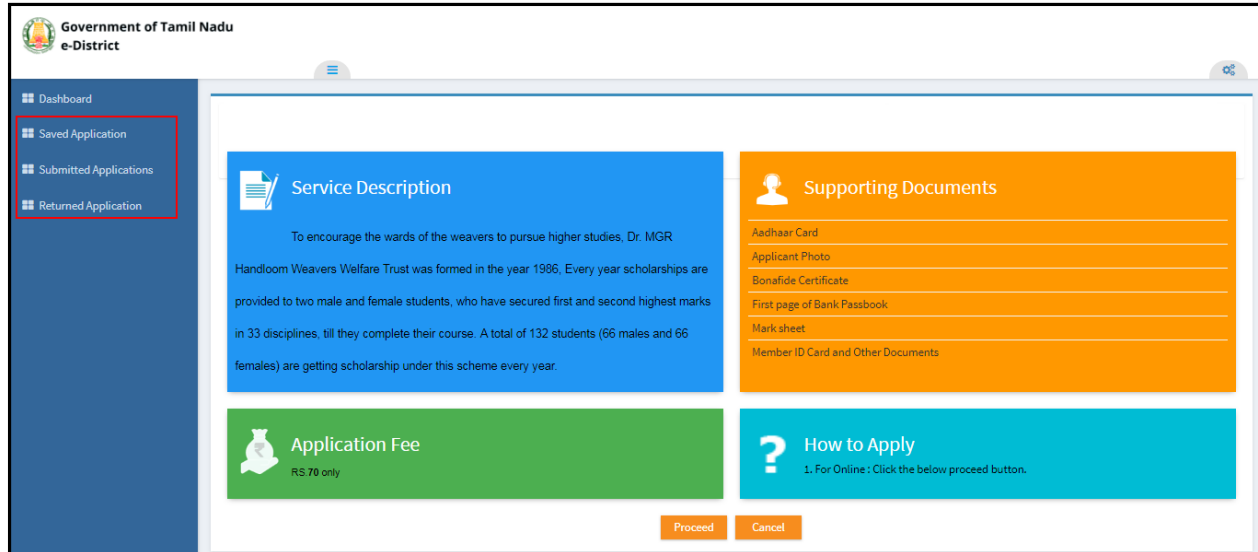 Government of Tamil Nadu
e-District
Dashboard
Saved Application
Submitted Applications
Returned Application
Service Description
To encourage the wards of the weavers to pursue higher studies, Dr. MGR
Handloom Weavers Welfare Trust was formed in the year 1986, Every year scholarships are
provided to two male and female students, who have secured first and second highest marks
in 33 disciplines, till they complete their course. A total of 132 students (66 males and 66
females) are getting scholarship under this scheme every year.
Supporting Documents
Aadhaar Card
Applicant Photo
Bonafide Certificate
First page of Bank Passbook
Mark sheet
Member ID Card and Other Documents
Application Fee
RS.70 only
How to Apply
1. For Online : Click the below proceed button.
Proceed
Cancel